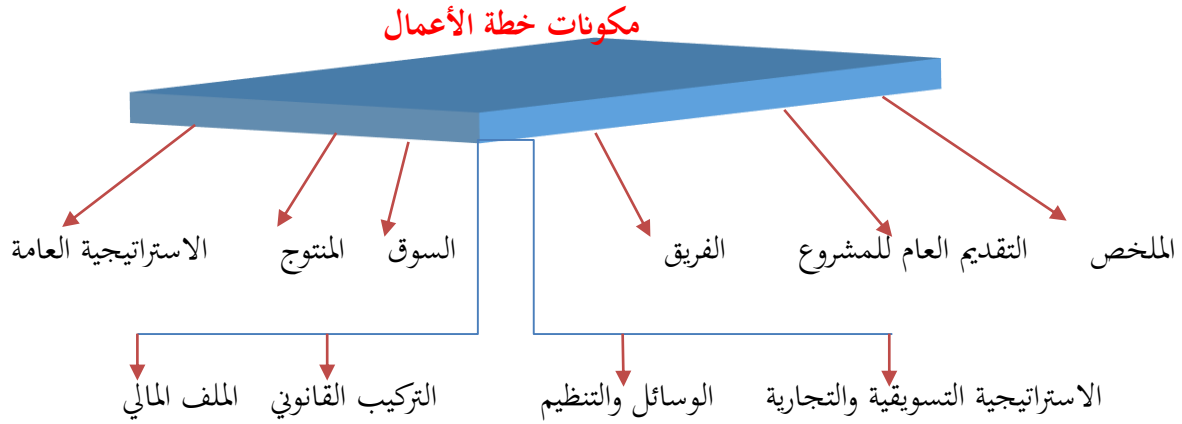 مكونات خطة الأعمال
الملخص التقديم العام للمشروع الفريق السوق المنتوج الاستراتيجية العامة
الاستراتيجية التسويقية والتجارية الوسائل والتنظيم التركيب القانوني الملف المالي